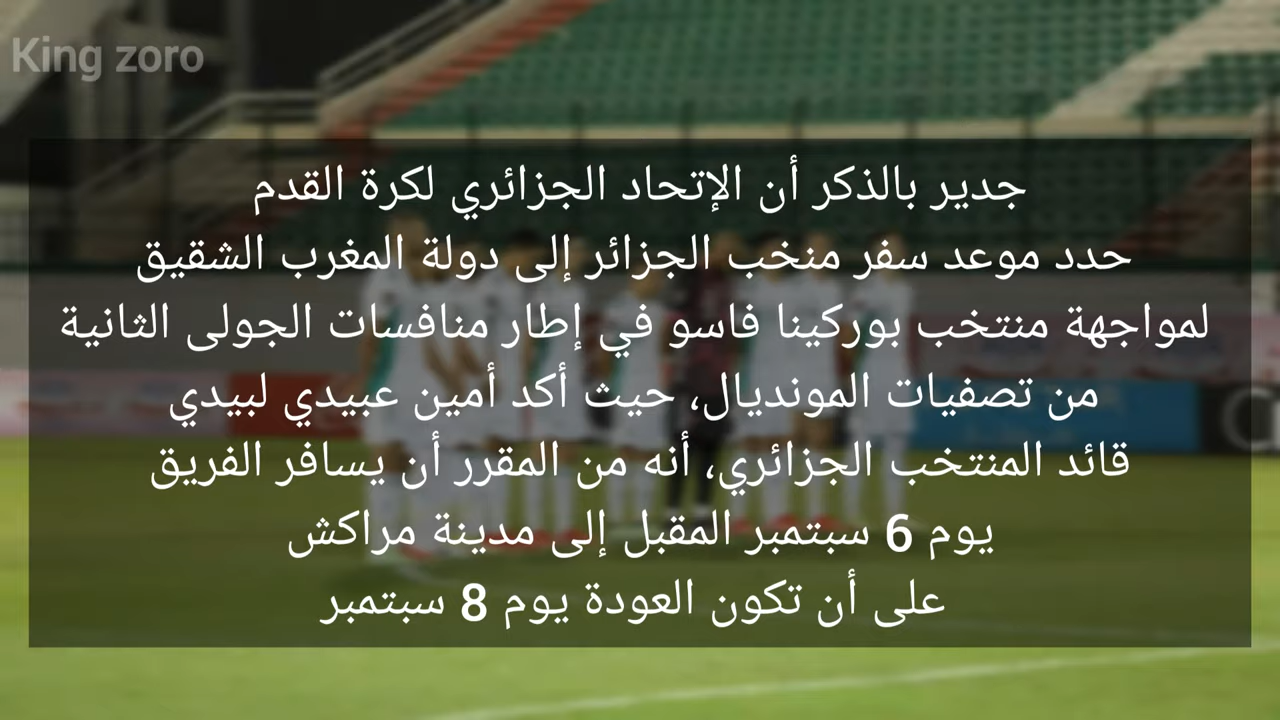 King zoro
جدير بالذكر أن الإتحاد الجزائري لكرة القدم
حدد موعد سفر منخب الجزائر إلى دولة المغرب الشقيق
لمواجهة منتخب بوركينا فاسو في إطار منافسات الجولى الثانية
من تصفيات المونديال، حيث أكد أمين عبيدي لبيدي
قائد المنتخب الجزائري، أنه من المقرر أن يسافر الفريق
يوم 6 سبتمبر المقبل إلى مدينة مراكش
على أن تكون العودة يوم 8 سبتمبر